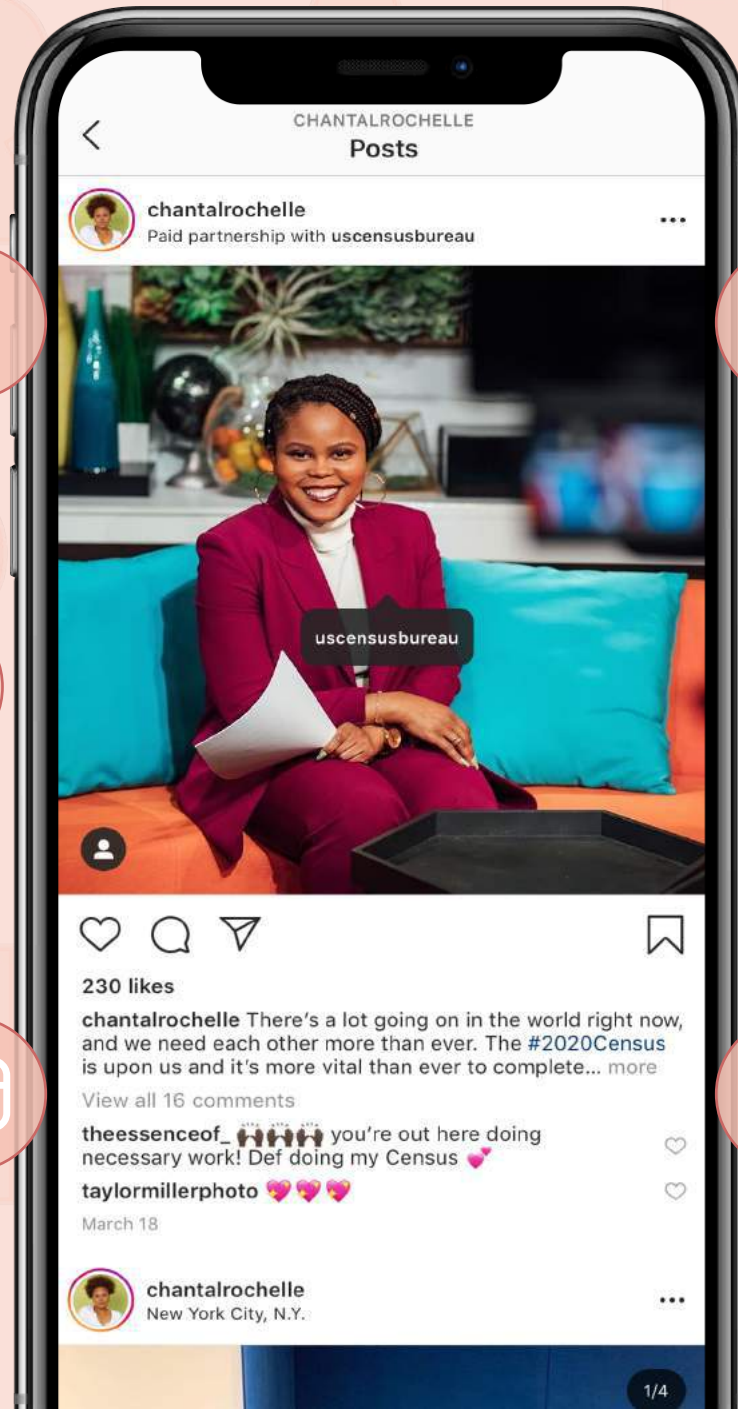 CHANTALROCHELLE
Posts
chantalrochelle
Paid partnership with uscensusbureau
uscensusbureau
230 likes
chantalrochelle There's a lot going on in the world right now,
and we need each other more than ever. The #2020Census
is upon us and it's more vital than ever to complete... more
View all 16 comments
theessenceof_ 🙌🏿🙌🏿🙌🏿 you're out here doing
necessary work! Def doing my Census 💕
taylormillerphoto 💖💖💖
March 18
chantalrochelle
New York City, N.Y.
1/4